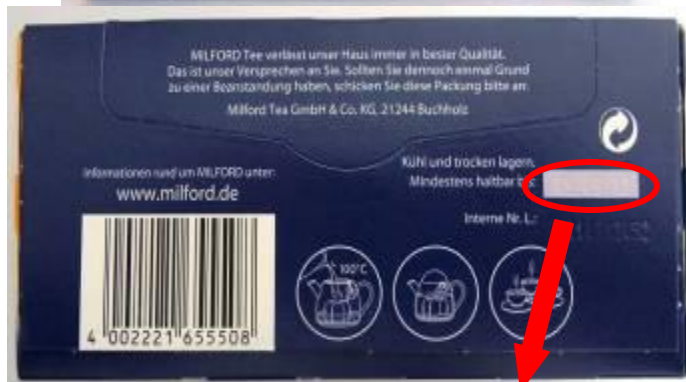 MILFORD Tee verlässt unser Haus immer in bester Qualität.
Das ist unser Versprechen an Sie. Sollten Sie dennoch einmal Grund
zu einer Beanstandung haben, schicken Sie diese Packung bitte an:
Milford Tea GmbH & Co. KG, 21244 Buchholz
Kühl und trocken lagern.
Mindestens haltbar bis:
Informationen rund um MILFORD unter:
www.milford.de
Interne Nr. L.:
100°C
4 002221 655508